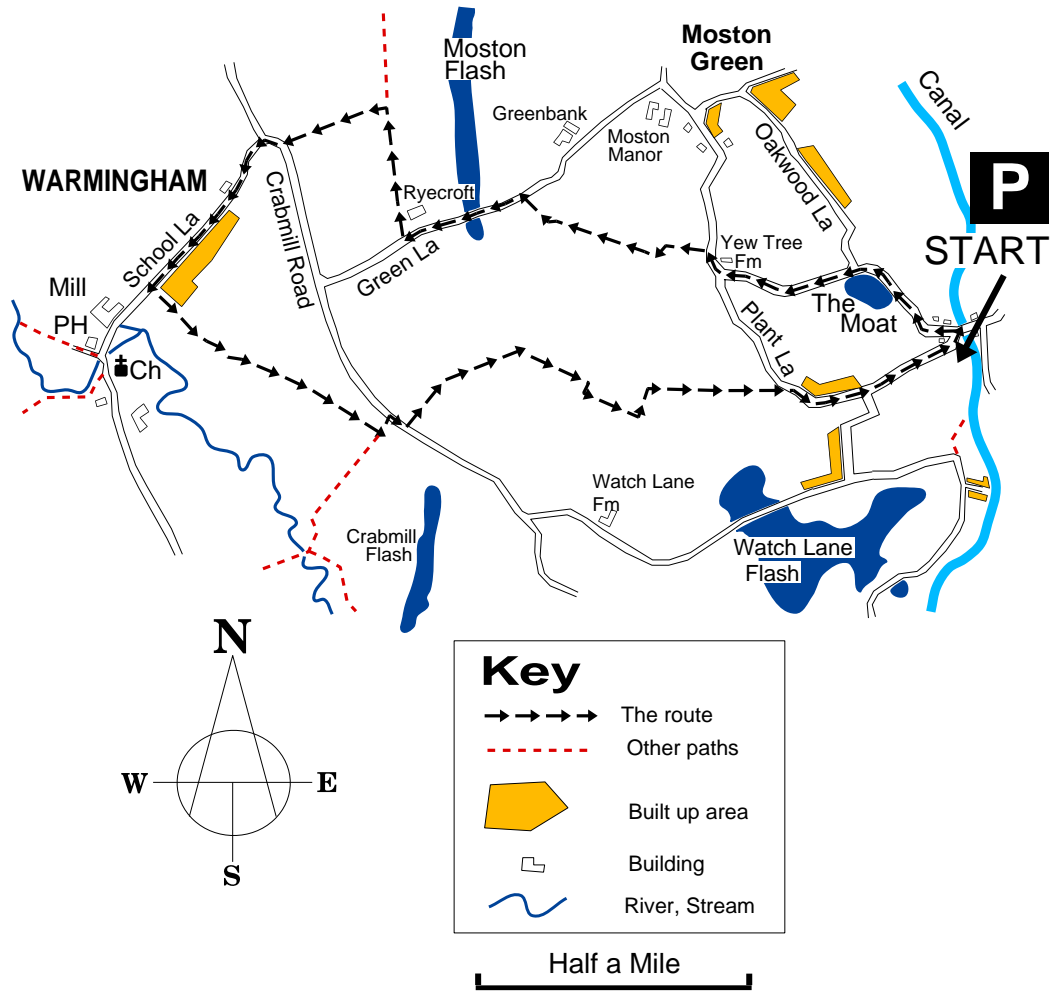 Moston
Flash
Moston
Green
Canal
Greenbank
Moston
Manor
Oakwood La
P
START
WARMINGHAM
Ryecroft
School La
Crabmill Road
Green La
Yew Tree
Fm
The
Moat
Plant La
Mill
PH
Ch
Watch Lane
Fm
Crabmill
Flash
Watch Lane
Flash
N
W
E
S
Key
The route
Other paths
Built up area
Building
River, Stream
Half a Mile